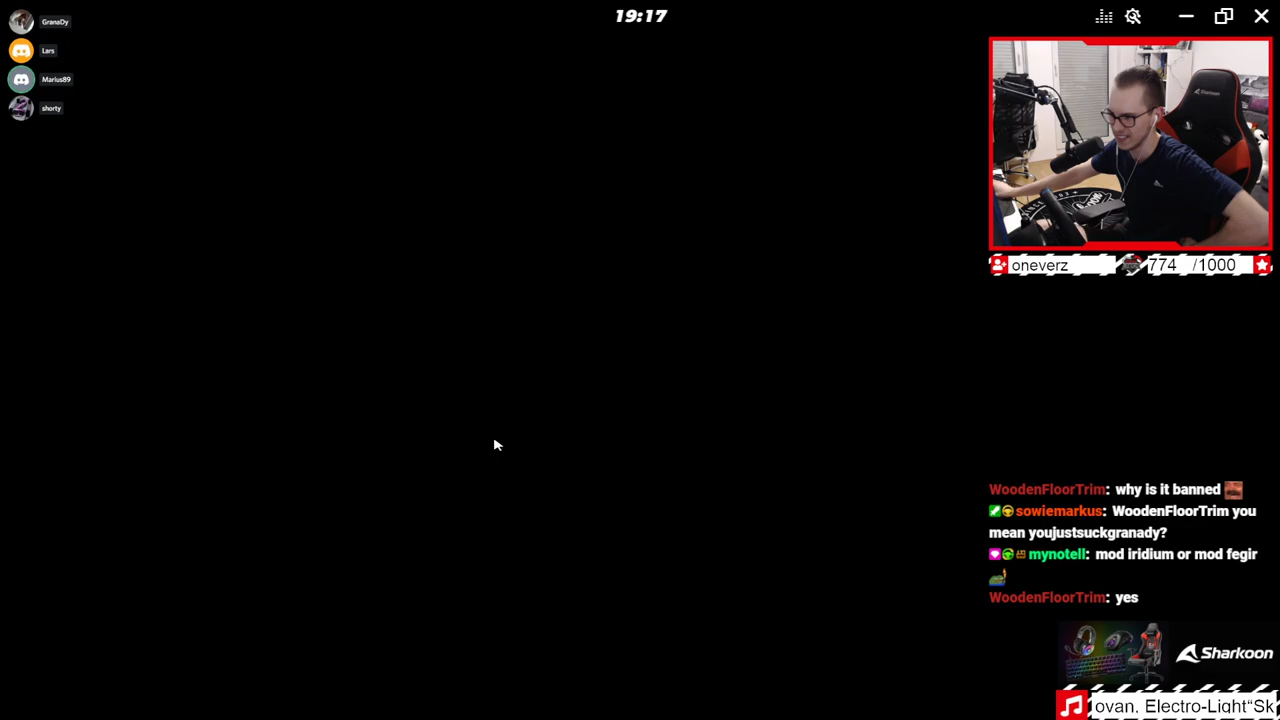 GranaDy
Lars
Marius89
shorty
19:17
Sharkoon
oneverz
774 /1000
WoodenFloorTrim: why is it banned
sowiemarkus: WoodenFloorTrim you
mean youjustsuckgranady?
mynotell: mod iridium or mod fegir
WoodenFloorTrim: yes
Sharkoon
ovan, Electro-Light“Sk